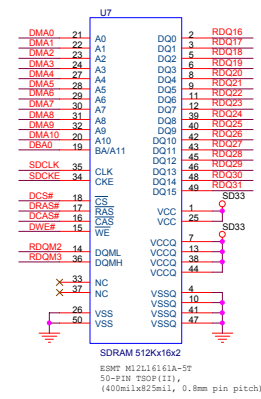 U7
DMA0 21 A0 DQ0 2 RDQ16
DMA1 22 A1 DQ1 3 RDQ17
DMA2 23 A2 DQ2 5 RDQ18
DMA3 24 A3 DQ3 6 RDQ19
DMA4 27 A4 DQ4 8 RDQ20
DMA5 28 A5 DQ5 9 RDQ21
DMA6 29 A6 DQ6 11 RDQ22
DMA7 30 A7 DQ7 12 RDQ23
DMA8 31 A8 DQ8 39 RDQ24
DMA9 32 A9 DQ9 40 RDQ25
DMA10 20 A10 DQ10 42 RDQ26
DBA0 19 BA/A11 DQ11 43 RDQ27
DQ12 45 RDQ28
SDCLK 35 CLK DQ13 46 RDQ29
SDCKE 34 CKE DQ14 48 RDQ30
DQ15 49 RDQ31
DCS# 18 CS SD33
DRAS# 17 RAS VCC 1
DCAS# 16 CAS VCC 25
DWE# 15 WE SD33
VCCQ 7
RDQM2 14 DQML VCCQ 13
RDQM3 36 DQMH VCCQ 38
VCCQ 44
33 NC
37 NC VSSQ 4
VSSQ 10
26 VSS VSSQ 41
50 VSS VSSQ 47
SDRAM 512Kx16x2
ESMT M12L16161A-5T
50-PIN TSOP(II),
(400milx825mil, 0.8mm pin pitch)